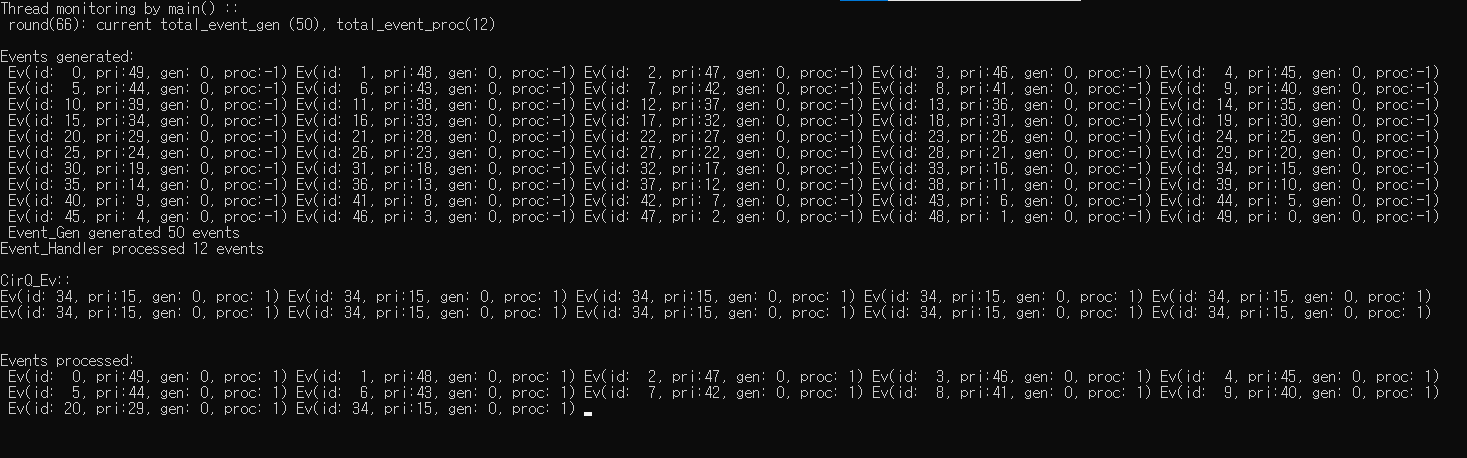 Thread monitoring by main() ::
round(66): current total_event_gen (50), total_event_proc(12)
Events generated:
Ev(id:  0, pri:49, gen: 0, proc:-1) Ev(id:  1, pri:48, gen: 0, proc:-1) Ev(id:  2, pri:47, gen: 0, proc:-1) Ev(id:  3, pri:46, gen: 0, proc:-1) Ev(id:  4, pri:45, gen: 0, proc:-1)
Ev(id:  5, pri:44, gen: 0, proc:-1) Ev(id:  6, pri:43, gen: 0, proc:-1) Ev(id:  7, pri:42, gen: 0, proc:-1) Ev(id:  8, pri:41, gen: 0, proc:-1) Ev(id:  9, pri:40, gen: 0, proc:-1)
Ev(id: 10, pri:39, gen: 0, proc:-1) Ev(id: 11, pri:38, gen: 0, proc:-1) Ev(id: 12, pri:37, gen: 0, proc:-1) Ev(id: 13, pri:36, gen: 0, proc:-1) Ev(id: 14, pri:35, gen: 0, proc:-1)
Ev(id: 15, pri:34, gen: 0, proc:-1) Ev(id: 16, pri:33, gen: 0, proc:-1) Ev(id: 17, pri:32, gen: 0, proc:-1) Ev(id: 18, pri:31, gen: 0, proc:-1) Ev(id: 19, pri:30, gen: 0, proc:-1)
Ev(id: 20, pri:29, gen: 0, proc:-1) Ev(id: 21, pri:28, gen: 0, proc:-1) Ev(id: 22, pri:27, gen: 0, proc:-1) Ev(id: 23, pri:26, gen: 0, proc:-1) Ev(id: 24, pri:25, gen: 0, proc:-1)
Ev(id: 25, pri:24, gen: 0, proc:-1) Ev(id: 26, pri:23, gen: 0, proc:-1) Ev(id: 27, pri:22, gen: 0, proc:-1) Ev(id: 28, pri:21, gen: 0, proc:-1) Ev(id: 29, pri:20, gen: 0, proc:-1)
Ev(id: 30, pri:19, gen: 0, proc:-1) Ev(id: 31, pri:18, gen: 0, proc:-1) Ev(id: 32, pri:17, gen: 0, proc:-1) Ev(id: 33, pri:16, gen: 0, proc:-1) Ev(id: 34, pri:15, gen: 0, proc:-1)
Ev(id: 35, pri:14, gen: 0, proc:-1) Ev(id: 36, pri:13, gen: 0, proc:-1) Ev(id: 37, pri:12, gen: 0, proc:-1) Ev(id: 38, pri:11, gen: 0, proc:-1) Ev(id: 39, pri:10, gen: 0, proc:-1)
Ev(id: 40, pri: 9, gen: 0, proc:-1) Ev(id: 41, pri: 8, gen: 0, proc:-1) Ev(id: 42, pri: 7, gen: 0, proc:-1) Ev(id: 43, pri: 6, gen: 0, proc:-1) Ev(id: 44, pri: 5, gen: 0, proc:-1)
Ev(id: 45, pri: 4, gen: 0, proc:-1) Ev(id: 46, pri: 3, gen: 0, proc:-1) Ev(id: 47, pri: 2, gen: 0, proc:-1) Ev(id: 48, pri: 1, gen: 0, proc:-1) Ev(id: 49, pri: 0, gen: 0, proc:-1)
Event_Gen generated 50 events
Event_Handler processed 12 events
CirQ_Ev::
Ev(id: 34, pri:15, gen: 0, proc: 1) Ev(id: 34, pri:15, gen: 0, proc: 1) Ev(id: 34, pri:15, gen: 0, proc: 1) Ev(id: 34, pri:15, gen: 0, proc: 1) Ev(id: 34, pri:15, gen: 0, proc: 1)
Ev(id: 34, pri:15, gen: 0, proc: 1) Ev(id: 34, pri:15, gen: 0, proc: 1) Ev(id: 34, pri:15, gen: 0, proc: 1) Ev(id: 34, pri:15, gen: 0, proc: 1) Ev(id: 34, pri:15, gen: 0, proc: 1)
Events processed:
Ev(id:  0, pri:49, gen: 0, proc: 1) Ev(id:  1, pri:48, gen: 0, proc: 1) Ev(id:  2, pri:47, gen: 0, proc: 1) Ev(id:  3, pri:46, gen: 0, proc: 1) Ev(id:  4, pri:45, gen: 0, proc: 1)
Ev(id:  5, pri:44, gen: 0, proc: 1) Ev(id:  6, pri:43, gen: 0, proc: 1) Ev(id:  7, pri:42, gen: 0, proc: 1) Ev(id:  8, pri:41, gen: 0, proc: 1) Ev(id:  9, pri:40, gen: 0, proc: 1)
Ev(id: 20, pri:29, gen: 0, proc: 1) Ev(id: 34, pri:15, gen: 0, proc: 1)